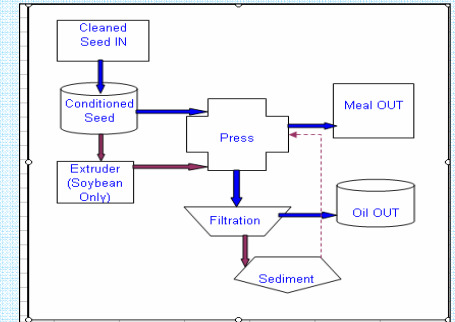 Cleaned
Seed IN
Conditioned
Seed
Meal OUT
Press
Extruder
(Soybean
Only)
Filtration
Oil OUT
Sediment